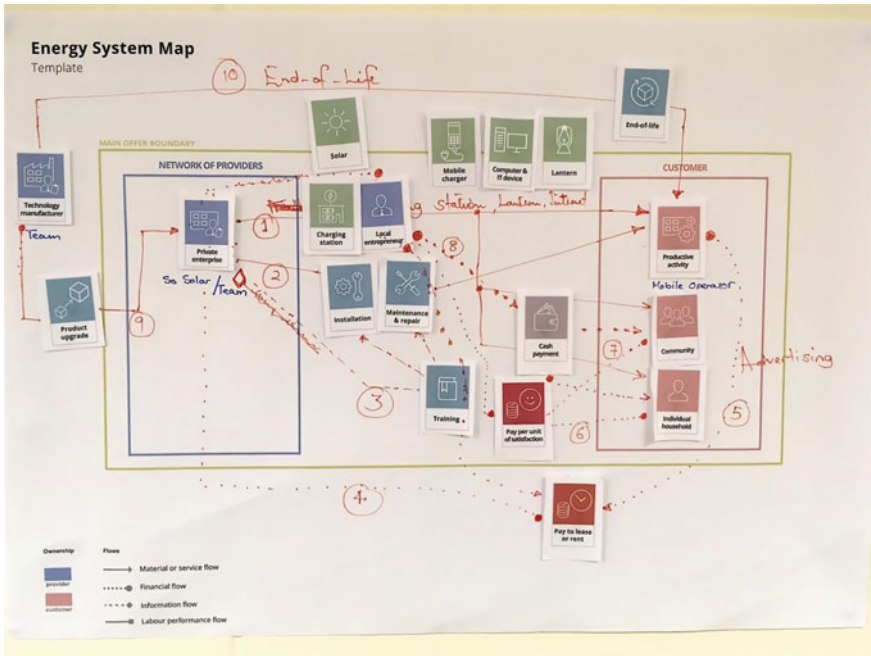 Energy System Map
Template
10 End-of-Life
End-of-life
Solar
MAIN OFFER BOUNDARY
NETWORK OF PROVIDERS
CUSTOMER
Mobile
charger
Computer &
IT device
Lantern
Technology
manufacturer
Team
Private
enterprise
So Solar
/Team
1
Charging
station
Local
entrepreneur
station, Lantern,
8
Productive
activity
Mobile Operator
2
Installation
Maintenance
& repair
Product
upgrade
9
Cash
payment
7
Community
Advertising
3
Training
Pay per unit
of satisfaction
6
Individual
household
5
4.
Pay to lease
or rent
Ownership
provider
customer
Flows
Material or service flow
Financial flow
Information flow
Labour performance flow